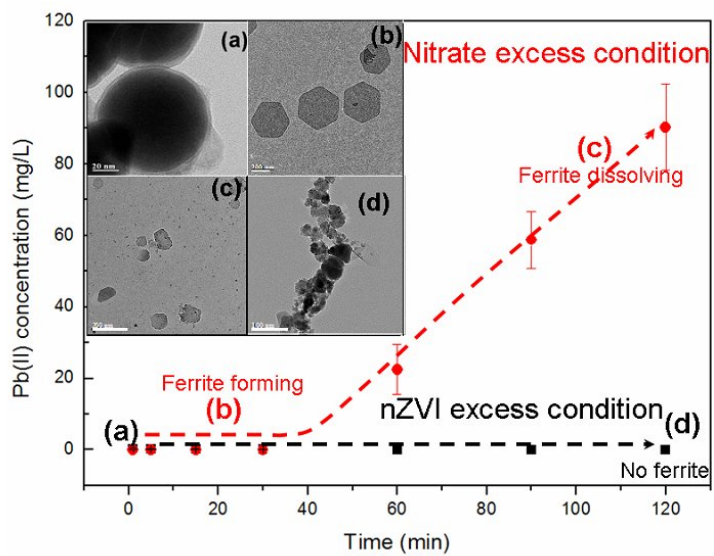 Pb(II) concentration (mg/L)
120
100
80
60
40
20
0
(a)
20 nm
(b)
(c)
(d)
Nitrate excess condition
(c)
Ferrite dissolving
Ferrite forming
(b)
nZVI excess condition
(a)
(d)
No ferrite
0 20 40 60 80 100 120
Time (min)